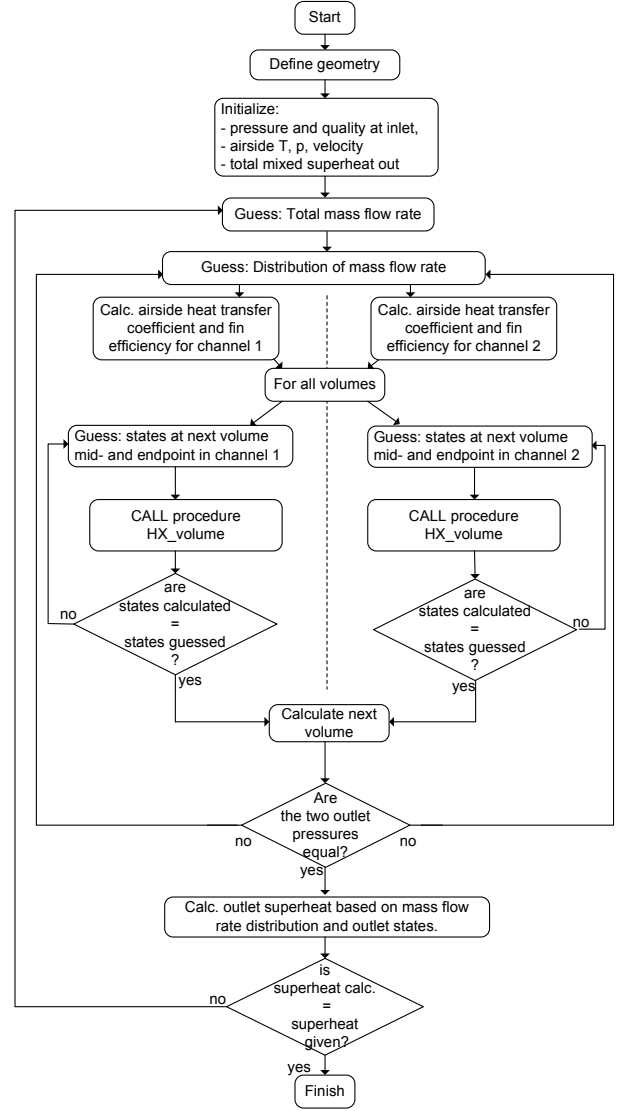 Start
Define geometry
Initialize:
- pressure and quality at inlet,
- airside T, p, velocity
- total mixed superheat out
Guess: Total mass flow rate
Guess: Distribution of mass flow rate
Calc. airside heat transfer
coefficient and fin
efficiency for channel 1
Calc. airside heat transfer
coefficient and fin
efficiency for channel 2
For all volumes
Guess: states at next volume
mid- and endpoint in channel 1
Guess: states at next volume
mid- and endpoint in channel 2
CALL procedure
HX_volume
CALL procedure
HX_volume
are
states calculated
=
states guessed
?
no
yes
are
states calculated
=
states guessed
?
no
yes
Calculate next
volume
Are
the two outlet
pressures
equal?
no
no
yes
Calc. outlet superheat based on mass flow
rate distribution and outlet states.
is
superheat calc.
=
superheat
given?
no
yes
Finish